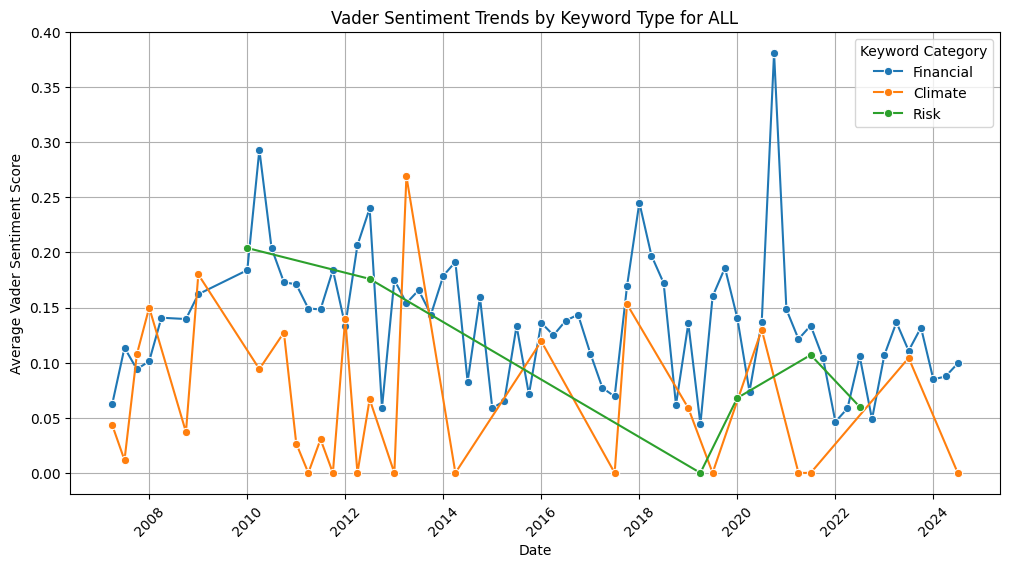 Vader Sentiment Trends by Keyword Type for ALL
Average Vader Sentiment Score
0.40
0.35
0.30
0.25
0.20
0.15
0.10
0.05
0.00
Keyword Category
Financial
Climate
Risk
2008 2010 2012 2014 2016 2018 2020 2022 2024
Date